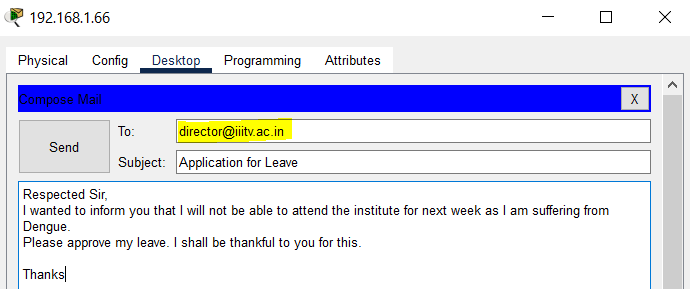 192.168.1.66
Physical Config Desktop Programming Attributes
Compose Mail X
Send
To: director@iiitv.ac.in
Subject: Application for Leave
Respected Sir,
I wanted to inform you that I will not be able to attend the institute for next week as I am suffering from
Dengue.
Please approve my leave. I shall be thankful to you for this.
Thanks